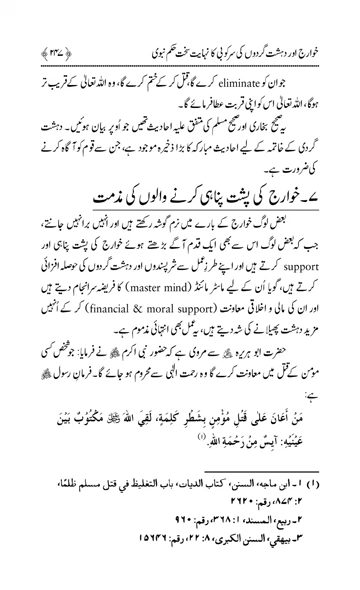 خوارج اور دہشت گردوں کی سرکوبی کا نہایت سخت حکم نبوی ﴿ ۲۴۷ ﴾
جو ان کو eliminate کرے گا، قتل کر کے ختم کرے گا، وہ اللہ تعالیٰ کے قریب تر
ہوگا، اللہ تعالیٰ اس کو اپنی قربت عطا فرمائے گا۔
یہ صحیح بخاری اور صحیح مسلم کی متفق علیہ احادیث تھیں جو اُوپر بیان ہوئیں۔ دہشت
گردی کے خاتمہ کے لیے احادیث مبارکہ کا بڑا ذخیرہ موجود ہے، جن سے قوم کو آگاہ کرنے
کی ضرورت ہے۔
۷۔ خوارج کی پشت پناہی کرنے والوں کی مذمت
بعض لوگ خوارج کے بارے میں نرم گوشہ رکھتے ہیں اور انہیں برا نہیں جانتے،
جب کہ بعض لوگ اس سے بھی ایک قدم آگے بڑھتے ہوئے خوارج کی پشت پناہی اور
support کرتے ہیں اور اپنے طرزِ عمل سے شرپسندوں اور دہشت گردوں کی حوصلہ افزائی
کرتے ہیں، گویا اُن کے لیے ماسٹر مائنڈ (master mind) کا فریضہ سرانجام دیتے ہیں
اور ان کی مالی و اخلاقی معاونت (financial & moral support) کر کے اُنہیں
مزید دہشت پھیلانے کی شہ دیتے ہیں، یہ عمل بھی انتہائی مذموم ہے۔
حضرت ابو ہریرہ ﷜ سے مروی ہے کہ حضور نبی اکرم ﷺ نے فرمایا: جو شخص کسی
مومن کے قتل میں معاونت کرے گا وہ رحمت الٰہی سے محروم ہو جائے گا۔ فرمانِ رسول ﷺ
ہے:
مَنْ أَعَانَ عَلٰى قَتْلِ مُؤْمِنٍ بِشَطْرِ كَلِمَةٍ، لَقِيَ اللهَ ﷻ مَكْتُوْبٌ بَيْنَ
عَيْنَيْهِ: آيِسٌ مِنْ رَحْمَةِ اللهِ. (۱)
(۱) ۱۔ ابن ماجه، السنن، كتاب الديات، باب التغليظ في قتل مسلم ظلمًا،
۲: ۸۷۴، رقم: ۲۶۲۰
۲۔ ربيع، المسند، ۱: ۳۶۸، رقم: ۹۶۰
۳۔ بيهقي، السنن الكبرى، ۸: ۲۲، رقم: ۱۵۶۴۶